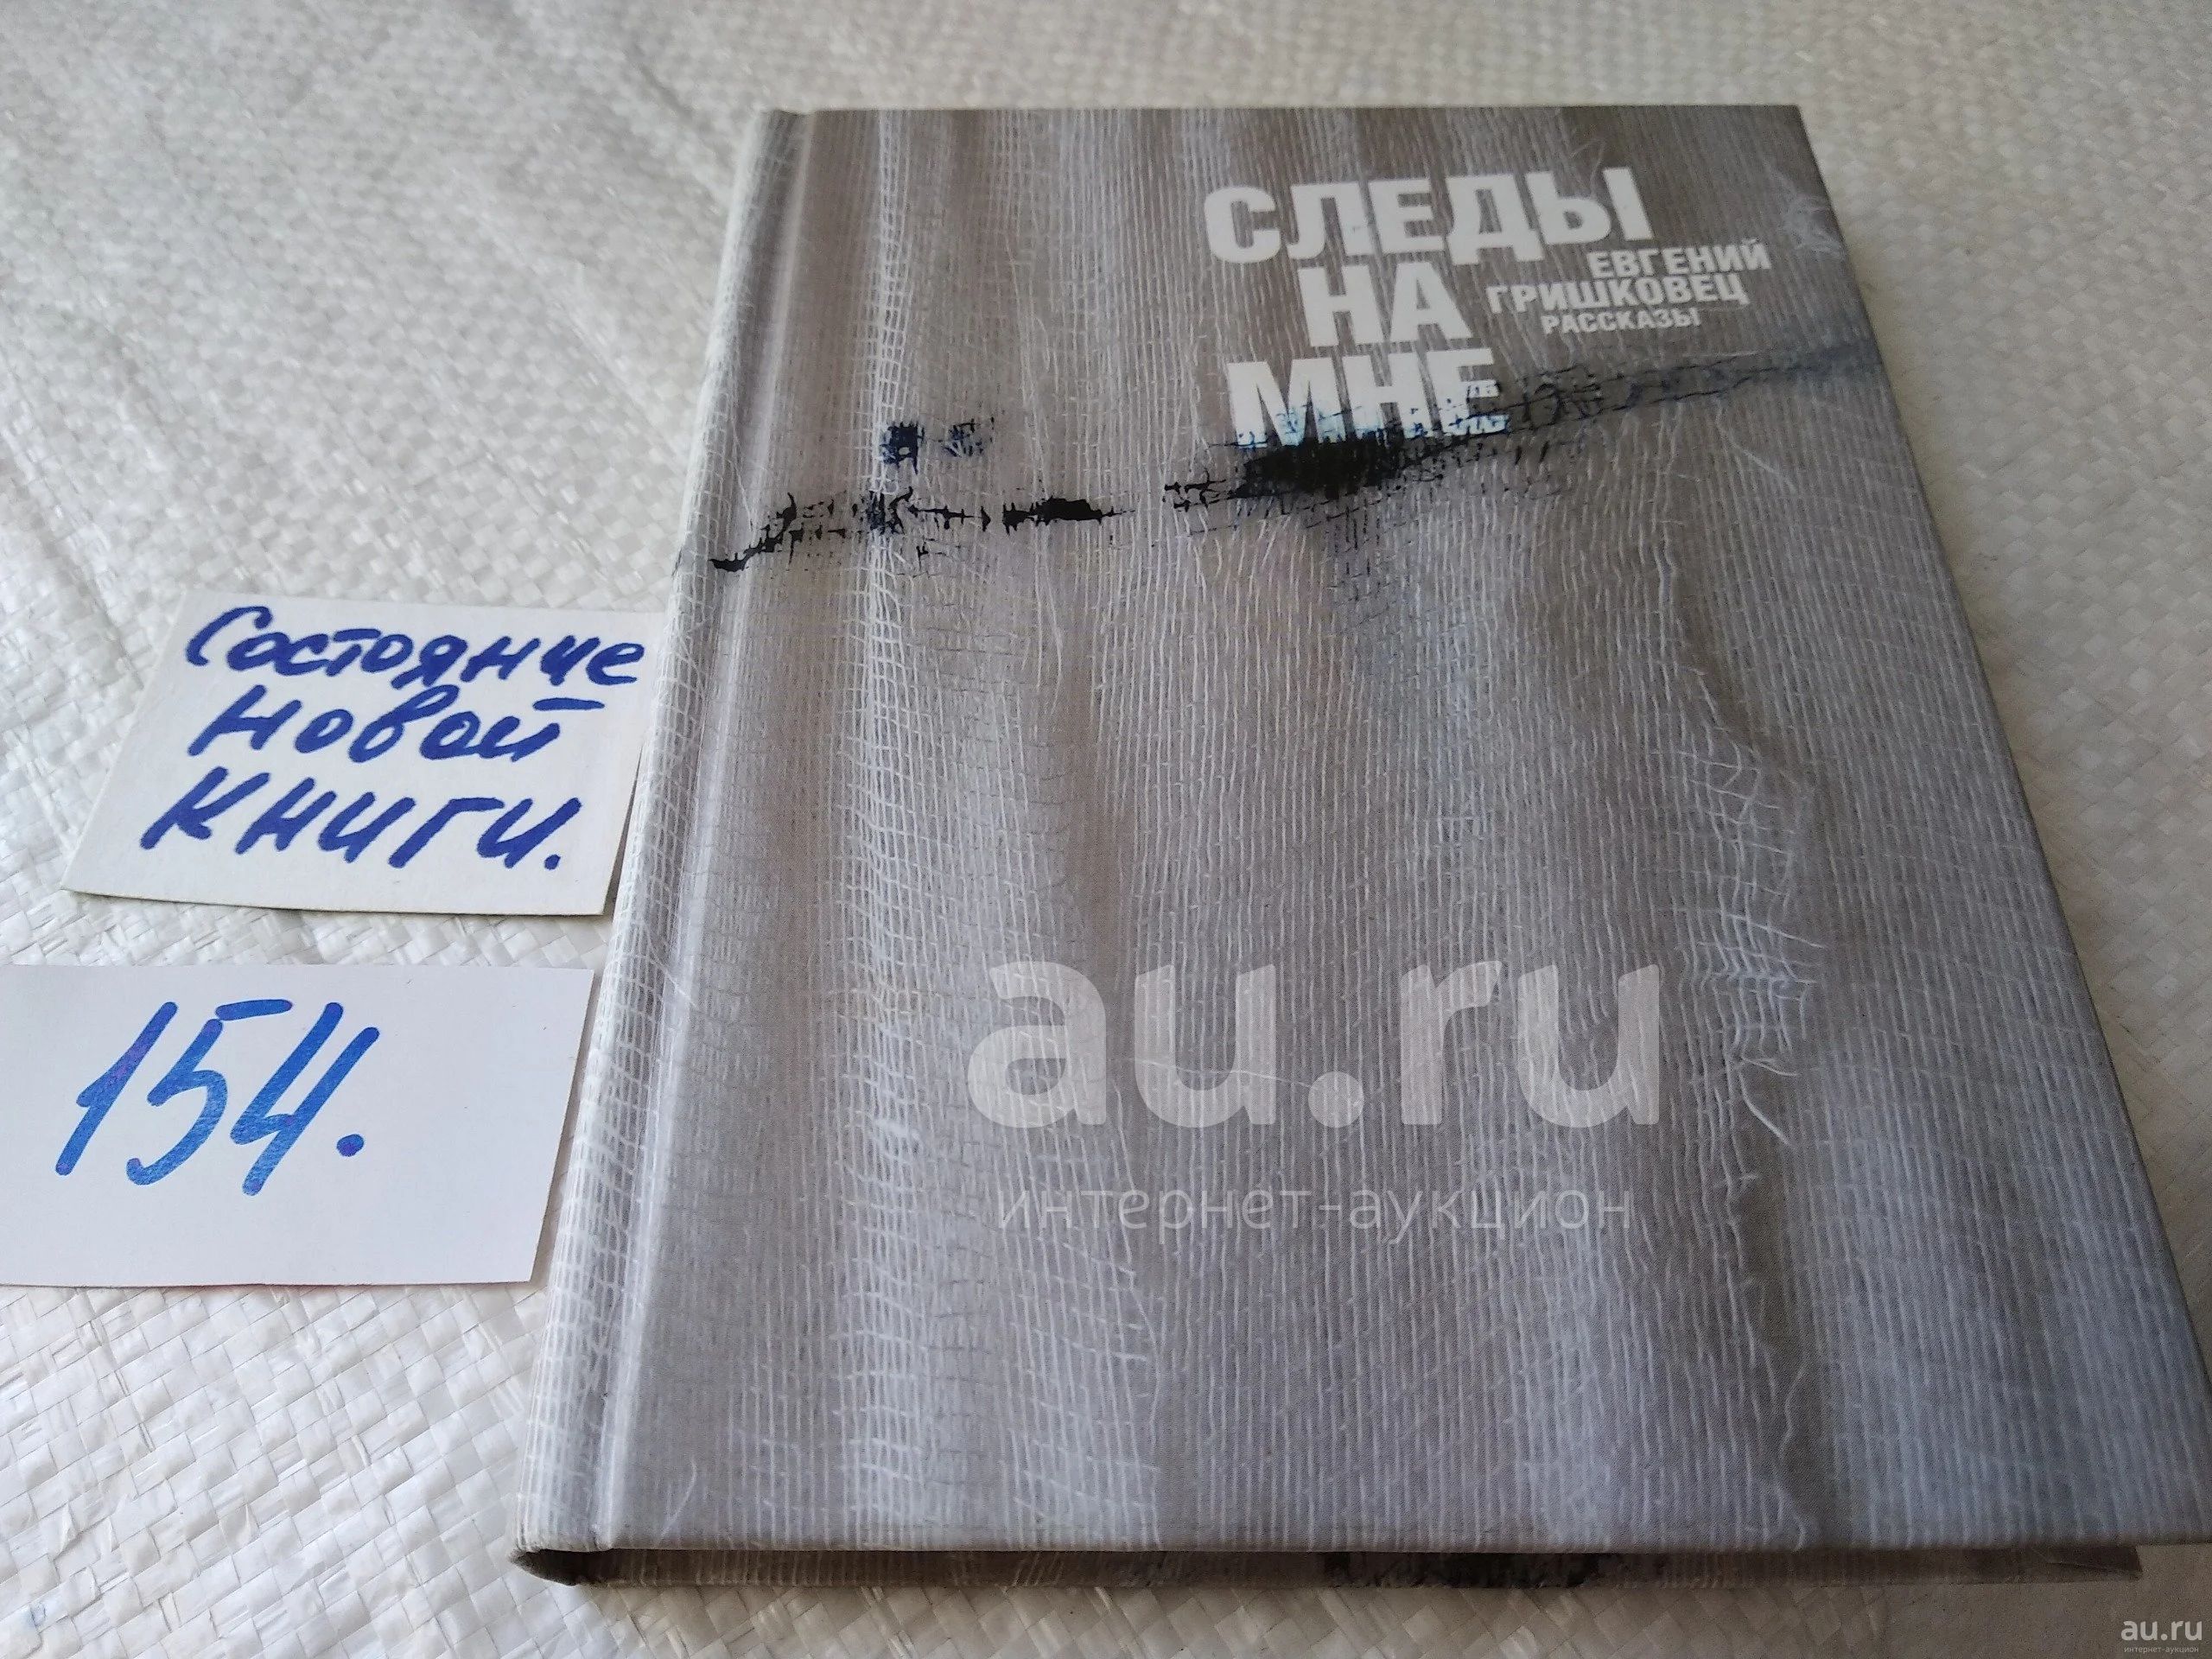 СЛЕДЫ
НА
МНЕ
ЕВГЕНИЙ
ГРИШКОВЕЦ
РАССКАЗЫ
Состояние
новой
книги.
154.
au.ru
интернет-аукцион
au.ru
интернет-аукцион